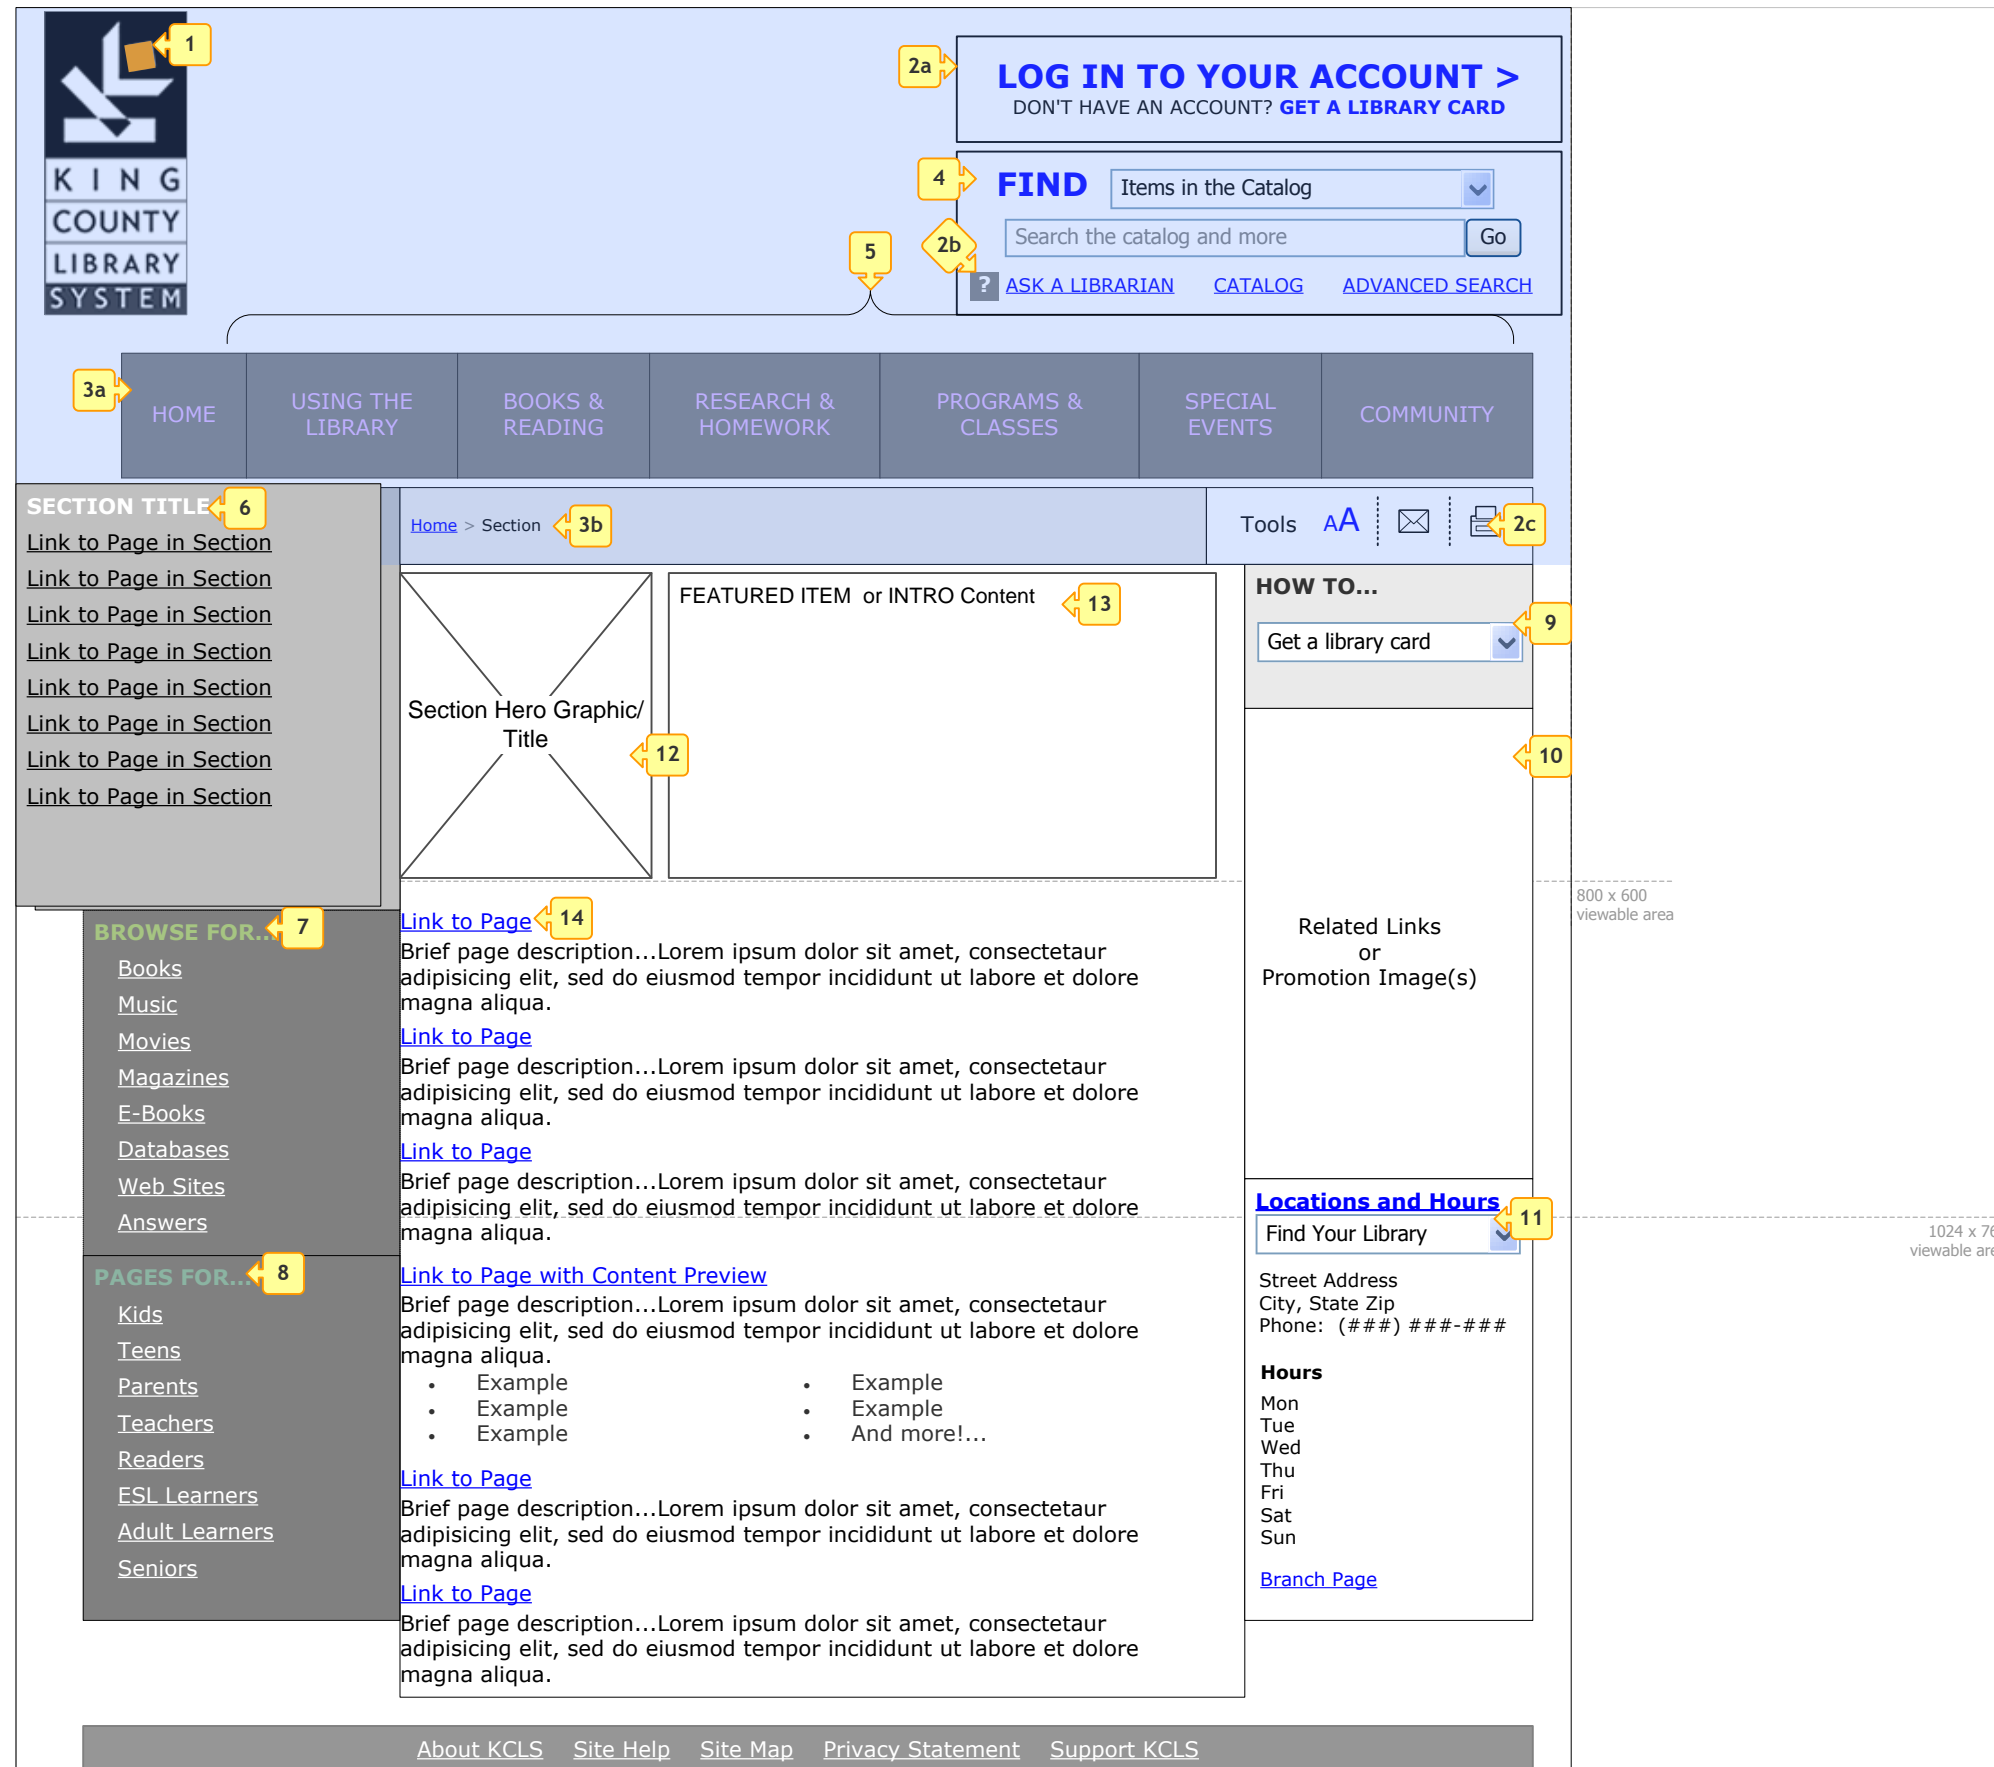 1
KING
COUNTY
LIBRARY
SYSTEM
2a
LOG IN TO YOUR ACCOUNT >
DON'T HAVE AN ACCOUNT? GET A LIBRARY CARD
4
FIND
Items in the Catalog
Search the catalog and more
Go
2b
? ASK A LIBRARIAN CATALOG ADVANCED SEARCH
5
3a
HOME
USING THE
LIBRARY
BOOKS &
READING
RESEARCH &
HOMEWORK
PROGRAMS &
CLASSES
SPECIAL
EVENTS
COMMUNITY
SECTION TITLE
6
Link to Page in Section
Link to Page in Section
Link to Page in Section
Link to Page in Section
Link to Page in Section
Link to Page in Section
Link to Page in Section
Link to Page in Section
Home > Section
3b
Tools AA
2c
Section Hero Graphic/
Title
12
FEATURED ITEM or INTRO Content
13
HOW TO...
9
Get a library card
10
Related Links
or
Promotion Image(s)
800 x 600
viewable area
BROWSE FOR...
7
Books
Music
Movies
Magazines
E-Books
Databases
Web Sites
Answers
PAGES FOR...
8
Kids
Teens
Parents
Teachers
Readers
ESL Learners
Adult Learners
Seniors
Link to Page
14
Brief page description...Lorem ipsum dolor sit amet, consectetaur
adipisicing elit, sed do eiusmod tempor incididunt ut labore et dolore
magna aliqua.
Link to Page
Brief page description...Lorem ipsum dolor sit amet, consectetaur
adipisicing elit, sed do eiusmod tempor incididunt ut labore et dolore
magna aliqua.
Link to Page
Brief page description...Lorem ipsum dolor sit amet, consectetaur
adipisicing elit, sed do eiusmod tempor incididunt ut labore et dolore
magna aliqua.
Link to Page with Content Preview
Brief page description...Lorem ipsum dolor sit amet, consectetaur
adipisicing elit, sed do eiusmod tempor incididunt ut labore et dolore
magna aliqua.
• Example
• Example
• Example
• Example
• Example
• And more!...
Link to Page
Brief page description...Lorem ipsum dolor sit amet, consectetaur
adipisicing elit, sed do eiusmod tempor incididunt ut labore et dolore
magna aliqua.
Link to Page
Brief page description...Lorem ipsum dolor sit amet, consectetaur
adipisicing elit, sed do eiusmod tempor incididunt ut labore et dolore
magna aliqua.
Locations and Hours
11
Find Your Library
Street Address
City, State Zip
Phone: (###) ###-###
Hours
Mon
Tue
Wed
Thu
Fri
Sat
Sun
Branch Page
1024 x
viewable
About KCLS Site Help Site Map Privacy Statement Support KCLS